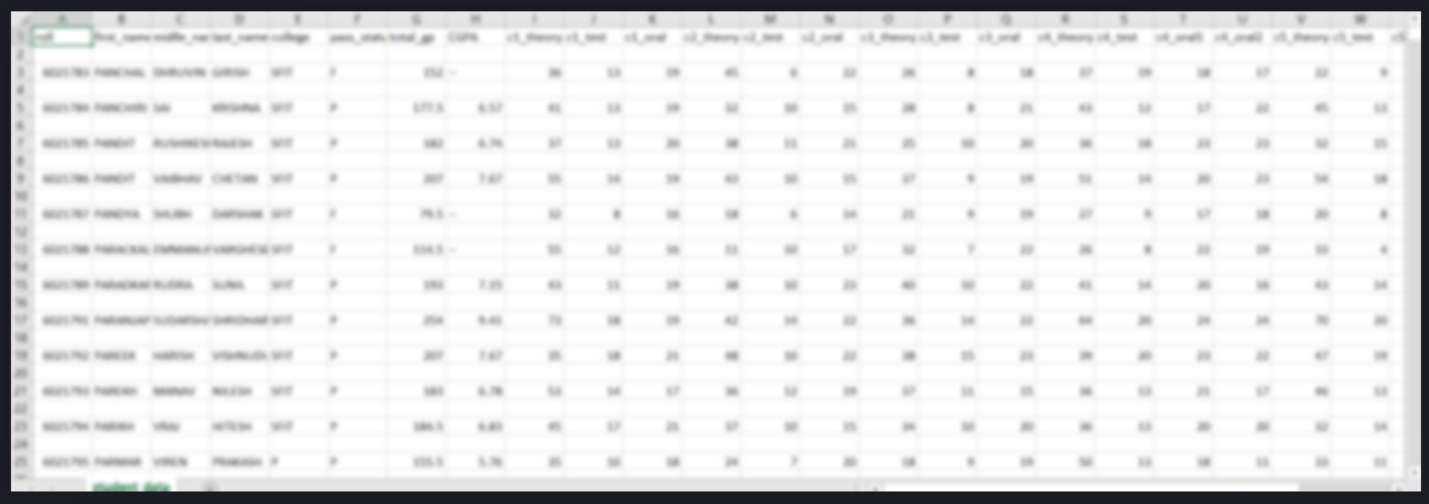 A B C D E F G H I J K L M N O P Q R S T U V W
1 roll first_name midlle_nar last_name college pass_statu total_gp CGPA c1_theory c1_test c1_oral c2_theory c2_test c2_oral c3_theory c3_test c3_oral c4_theory c4_test c4_oral1 c4_oral2 c5_theory c5_test
2
3 6021783 PANCHAL DHRUVIN GIRISH SFIT F 152 -- 36 13 19 45 6 22 26 8 18 37 19 18 17 22 9
4
5 6021784 SAI KRISHNA SFIT P 177.5 6.57 41 13 19 32 10 15 28 8 21 43 12 17 22 45 13
6
7 6021785 PANDIT RUSHIKESH RAJESH SFIT P 182 6.74 37 13 20 38 11 21 25 10 20 36 18 23 23 32 15
8
9 6021786 PANDIT VAIBHAV CHETAN SFIT P 207 7.67 55 14 19 43 10 15 37 9 19 51 14 20 23 54 18
10
11 6021787 PANDYA SHUBH DARSHAK SFIT F 79.5 -- 32 8 16 18 6 14 21 9 19 27 9 17 18 20 8
12
13 6021788 PARACKAL VARGHESE SFIT F 114.5 -- 55 12 16 11 10 17 32 7 22 26 8 22 19 33 4
14
15 6021789 RUDRA SUNIL SFIT P 193 7.15 43 11 19 38 10 23 40 10 22 41 14 20 16 43 14
16
17 6021791 SHRIDHAR SFIT P 254 9.41 73 18 19 42 14 22 36 14 22 64 20 24 24 70 20
18
19 6021792 PAREEK HARISH SFIT P 207 7.67 35 18 21 48 10 22 38 15 23 39 20 23 22 47 19
20
21 6021793 PAREKH MANAV NILESH SFIT P 183 6.78 53 14 17 36 12 19 37 11 15 36 13 21 17 46 13
22
23 6021794 PARIKH VRAJ HITESH SFIT P 184.5 6.83 45 17 21 37 10 15 34 10 20 36 13 20 20 32 14
24
25 6021795 PARMAR VIREN PRAKASH P P 155.5 5.76 35 10 18 24 7 20 18 9 19 50 13 18 11 33 11
student_data